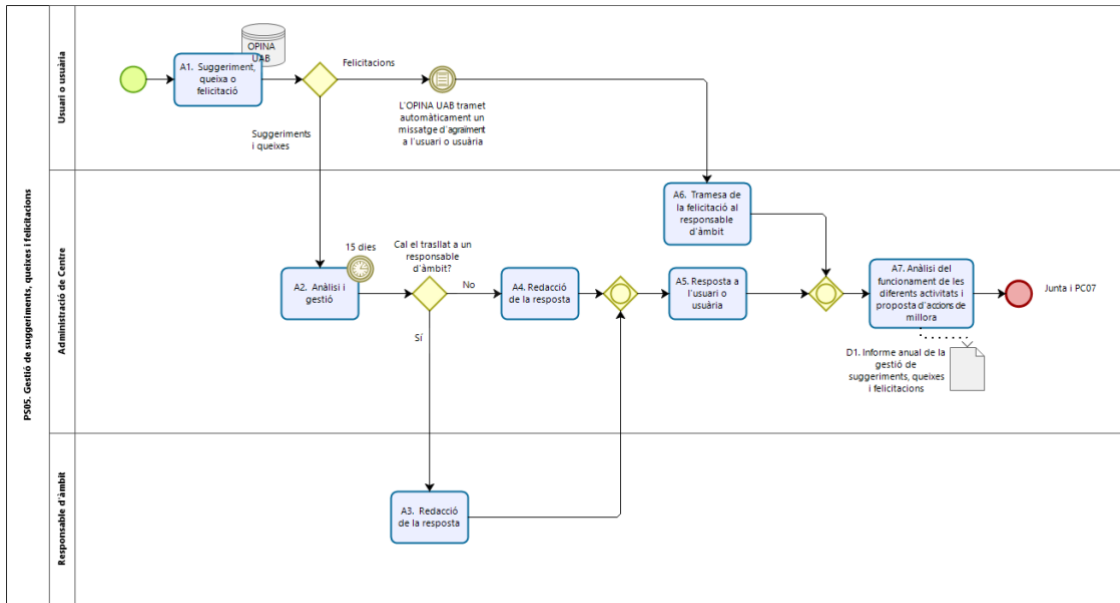 PS05. Gestió de suggeriments, queixes i felicitacions
Usuari o usuària
OPINA
UAB
A1. Suggeriment,
queixa o
felicitació
Felicitacions
L'OPINA UAB tramet
automàticament un
missatge d'agraïment
a l'usuari o usuària
Suggeriments
i queixes
Administració de Centre
A6. Tramesa de
la felicitació al
responsable
d'àmbit
15 dies
A2. Anàlisi i
gestió
Cal el trasllat a un
responsable
d'àmbit?
No
Sí
A4. Redacció
de la resposta
A5. Resposta a
l'usuari o
usuària
A7. Anàlisi del
funcionament de les
diferents activitats i
proposta d'accions de
millora
Junta i PC07
D1. Informe anual de la
gestió de
suggeriments, queixes
i felicitacions
Responsable d'àmbit
A3. Redacció
de la resposta